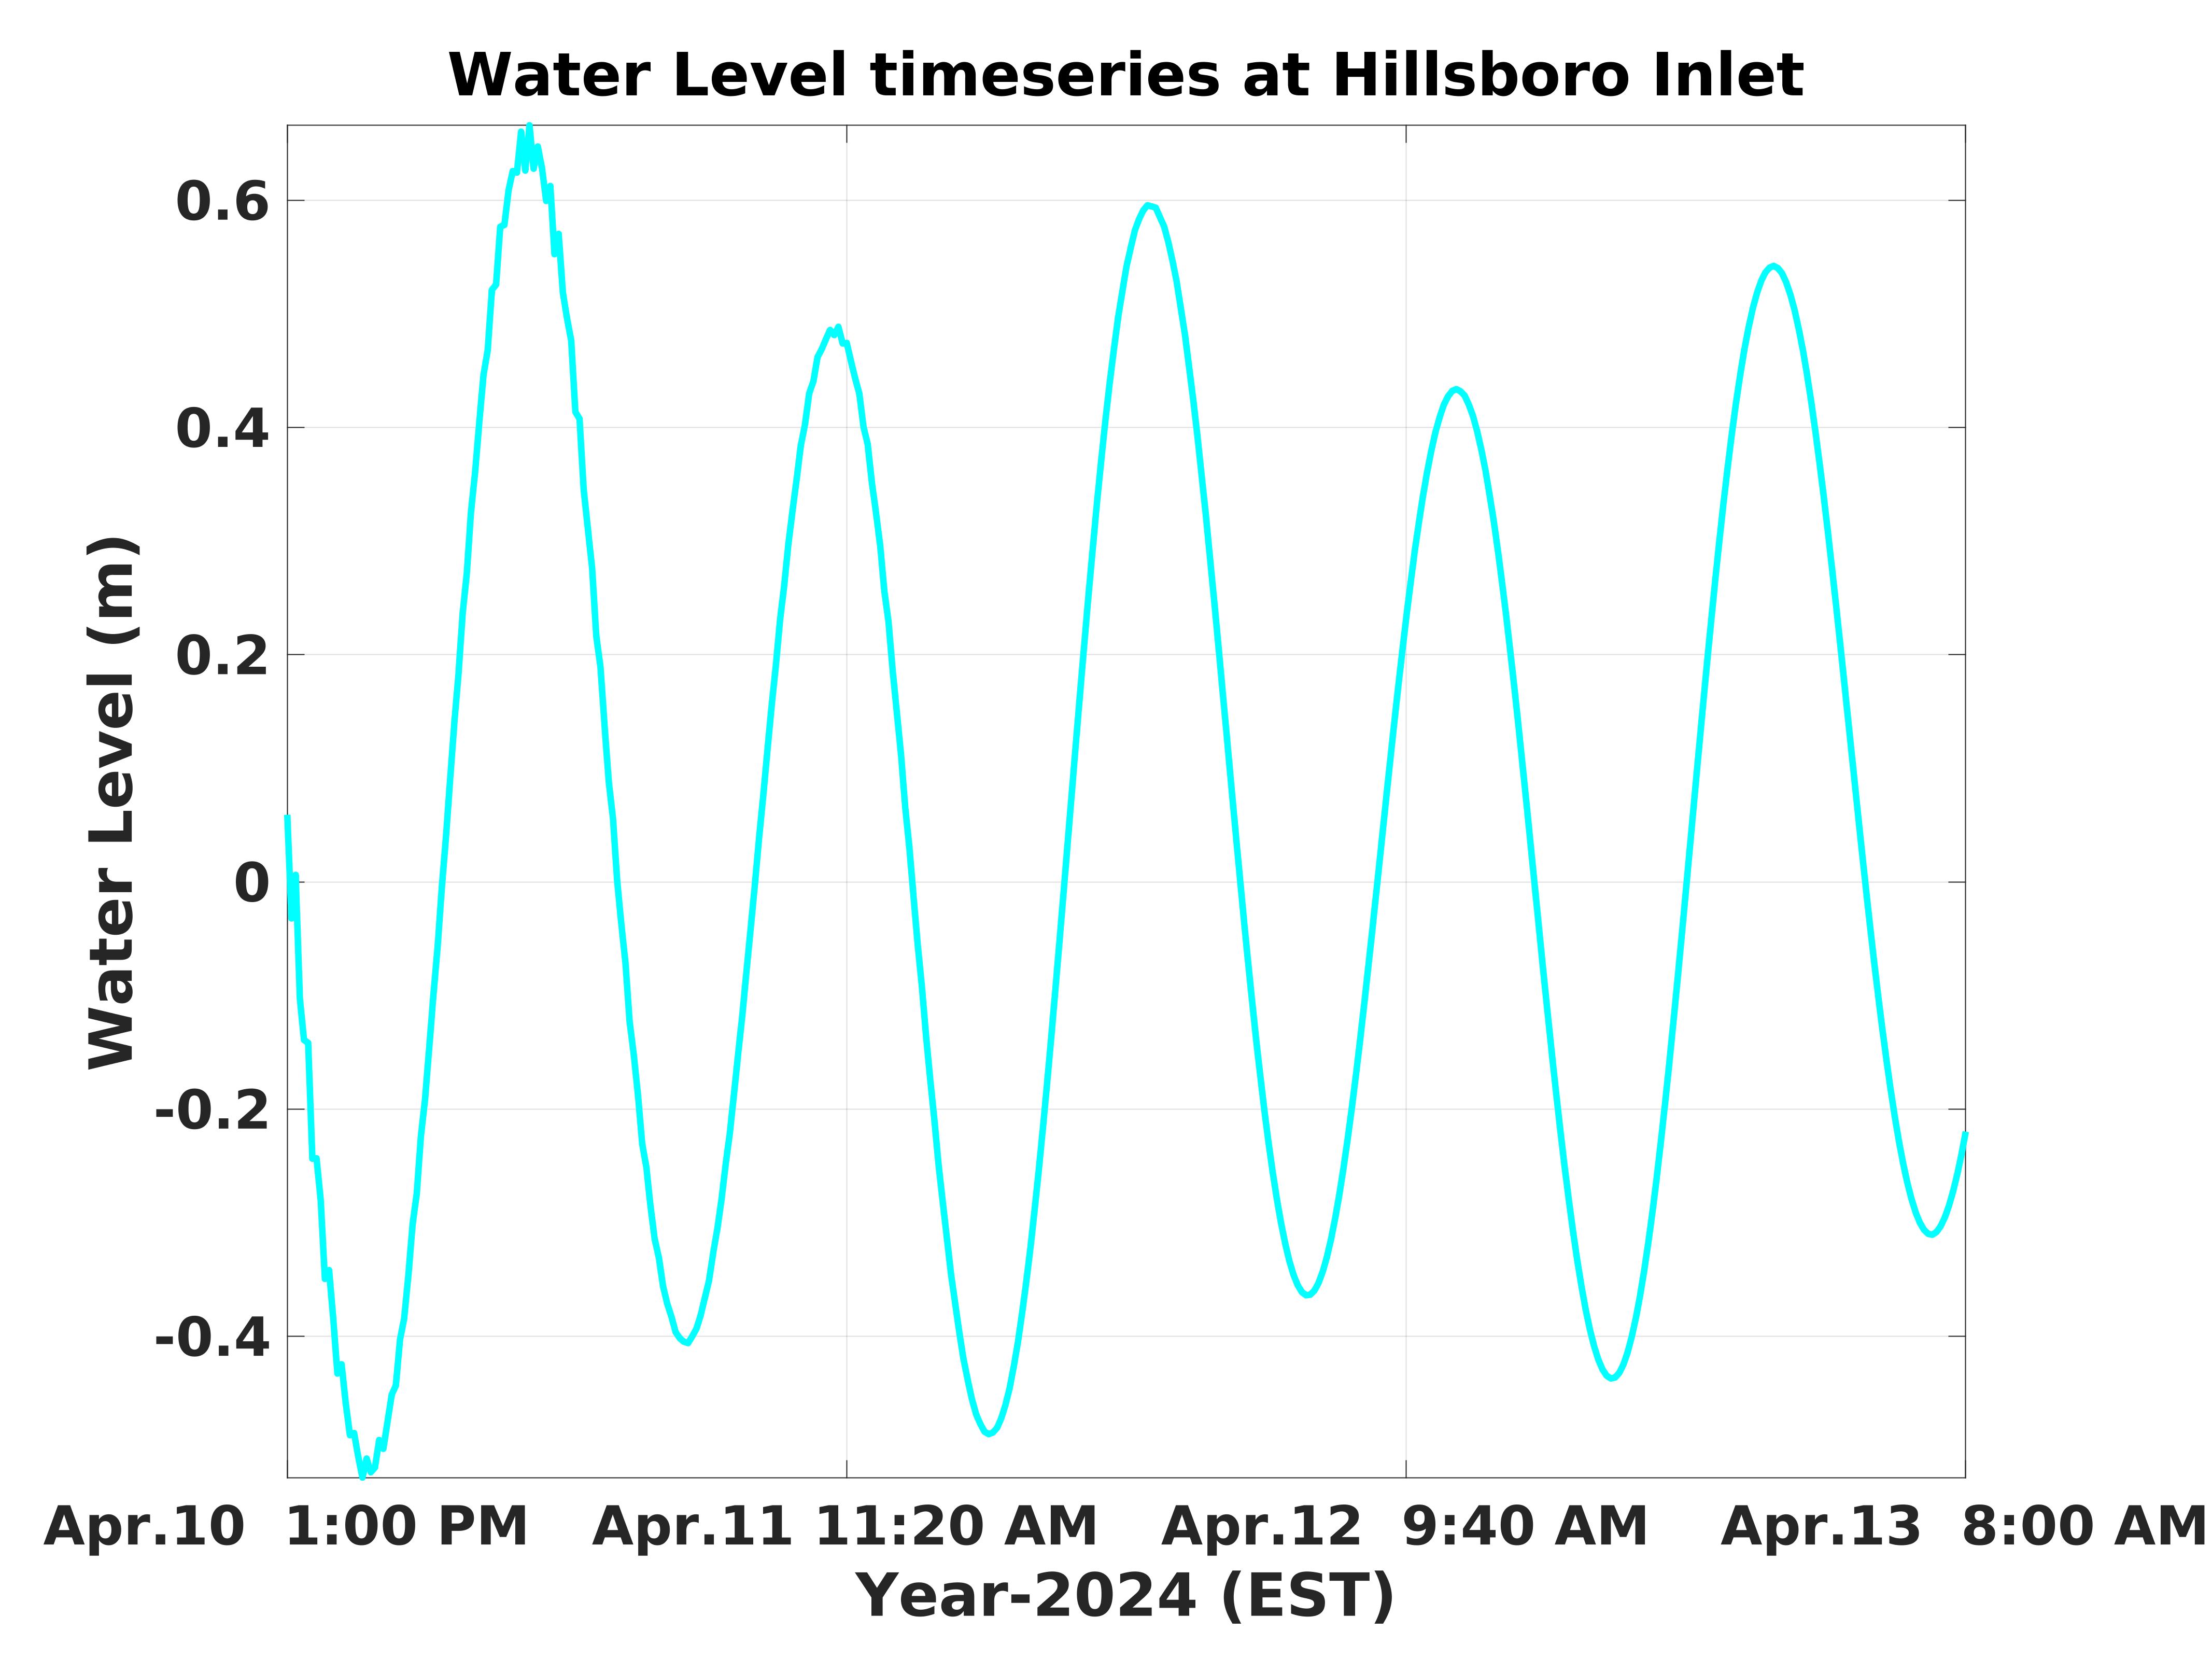 Water Level timeseries at Hillsboro Inlet
0.6
0.4
0.2
0
-0.2
-0.4
Water Level (m)
Apr.10 1:00 PM Apr.11 11:20 AM Apr.12 9:40 AM Apr.13 8:00 AM
Year-2024 (EST)